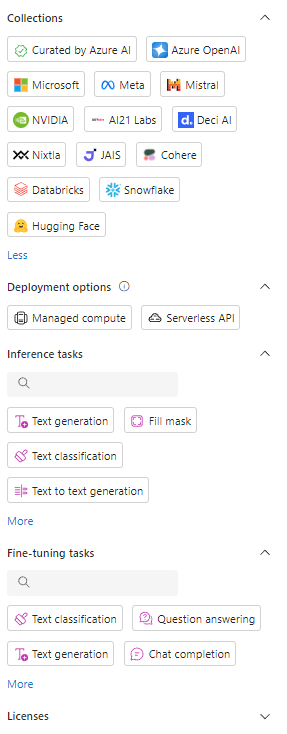 Collections
Curated by Azure AI Azure OpenAI
Microsoft Meta Mistral
NVIDIA AI21 Labs Deci AI
Nixtla JAIS Cohere
Databricks Snowflake
Hugging Face
Less
Deployment options
Managed compute Serverless API
Inference tasks
Text generation Fill mask
Text classification
Text to text generation
More
Fine-tuning tasks
Text classification Question answering
Text generation Chat completion
More
Licenses